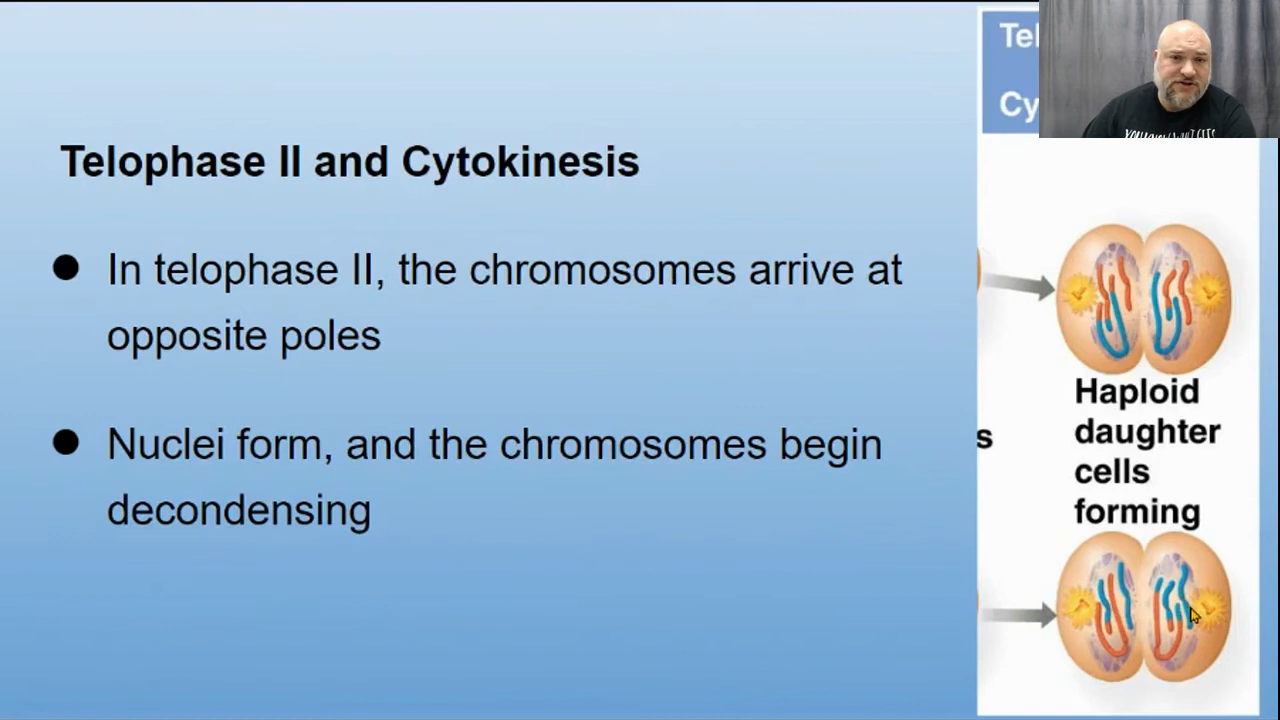 Telophase II and Cytokinesis
● In telophase II, the chromosomes arrive at
opposite poles
● Nuclei form, and the chromosomes begin
decondensing
Tel
Cy
s
Haploid
daughter
cells
forming